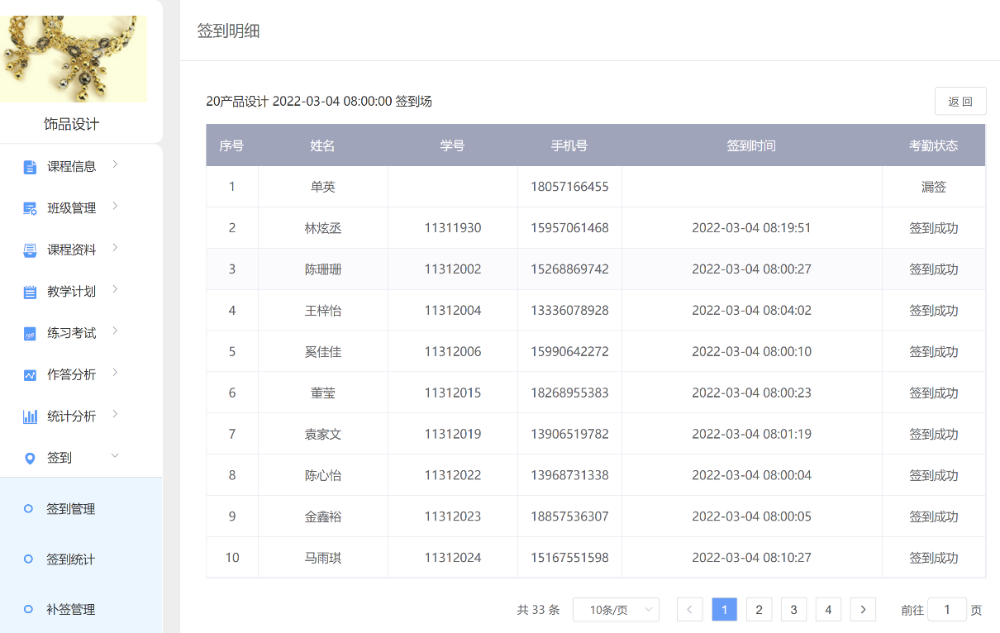 签到明细
饰品设计
课程信息
班级管理
课程资料
教学计划
练习考试
作答分析
统计分析
签到
签到管理
签到统计
补签管理
20产品设计 2022-03-04 08:00:00 签到场
返 回
序号 姓名 学号 手机号 签到时间 考勤状态
1 单英 18057166455 漏签
2 林炫丞 11311930 15957061468 2022-03-04 08:19:51 签到成功
3 陈珊珊 11312002 15268869742 2022-03-04 08:00:27 签到成功
4 王梓怡 11312004 13336078928 2022-03-04 08:04:02 签到成功
5 奚佳佳 11312006 15990642272 2022-03-04 08:00:10 签到成功
6 董莹 11312015 18268955383 2022-03-04 08:00:23 签到成功
7 袁家文 11312019 13906519782 2022-03-04 08:01:19 签到成功
8 陈心怡 11312022 13968731338 2022-03-04 08:00:04 签到成功
9 金鑫裕 11312023 18857536307 2022-03-04 08:00:05 签到成功
10 马雨琪 11312024 15167551598 2022-03-04 08:10:27 签到成功
共 33 条 10条/页 1 2 3 4 前往 1 页